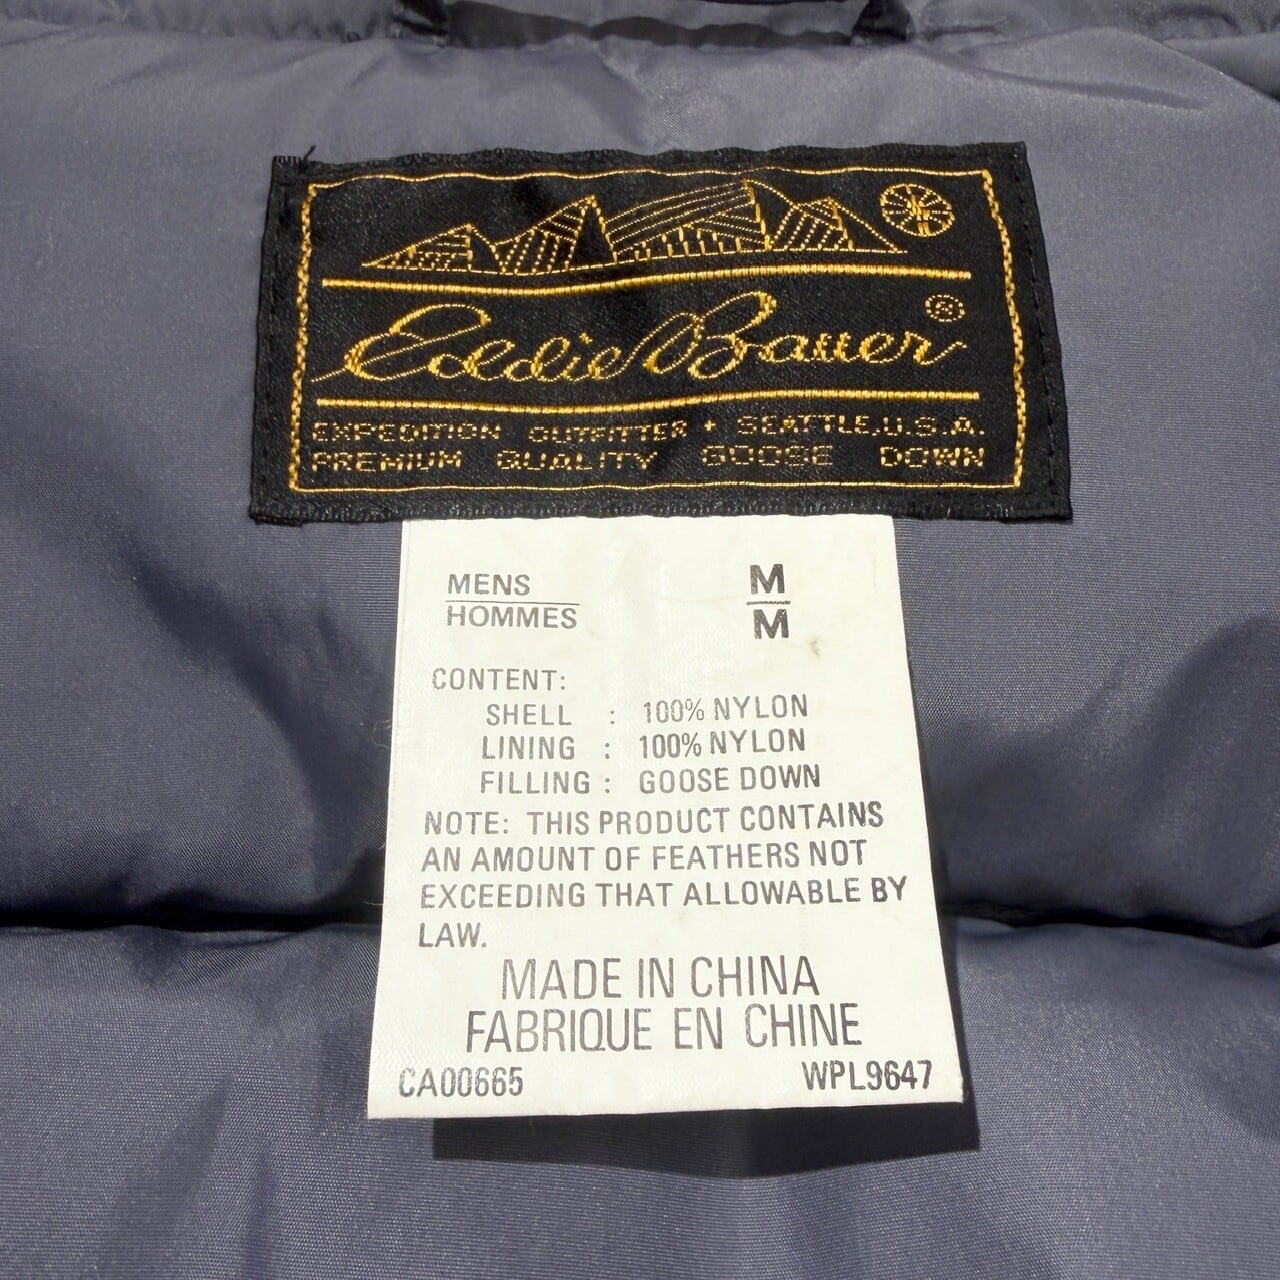 Eddie Bauer®
EXPEDITION OUTFITTER + SEATTLE, U.S.A.
PREMIUM QUALITY GOOSE DOWN
MENS M
HOMMES M
CONTENT:
SHELL : 100% NYLON
LINING : 100% NYLON
FILLING : GOOSE DOWN
NOTE: THIS PRODUCT CONTAINS
AN AMOUNT OF FEATHERS NOT
EXCEEDING THAT ALLOWABLE BY
LAW.
MADE IN CHINA
FABRIQUE EN CHINE
CA00665 WPL9647